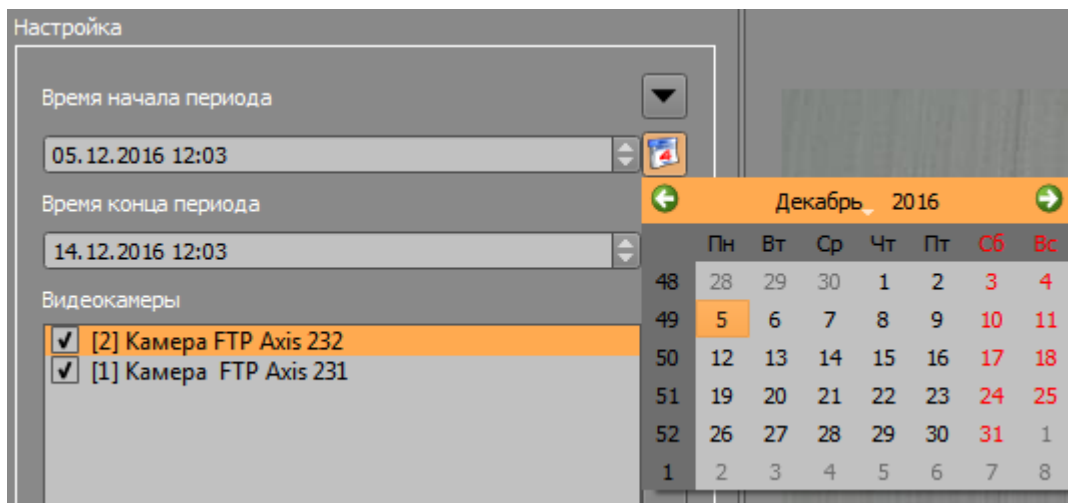 Настройка
Время начала периода
05.12.2016 12:03
Время конца периода
14.12.2016 12:03
Видеокамеры
[2] Камера FTP Axis 232
[1] Камера FTP Axis 231
Декабрь 2016
Пн Вт Ср Чт Пт Сб Вс
48 28 29 30 1 2 3 4
49 5 6 7 8 9 10 11
50 12 13 14 15 16 17 18
51 19 20 21 22 23 24 25
52 26 27 28 29 30 31 1
1 2 3 4 5 6 7 8